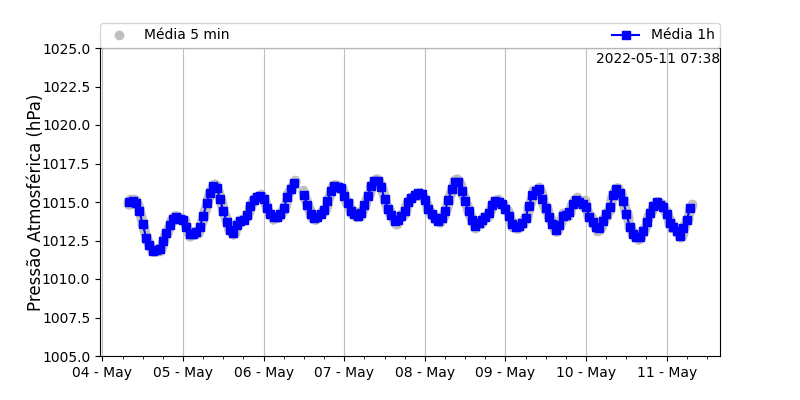 Média 5 min
Média 1h
2022-05-11 07:38
Pressão Atmosférica (hPa)
1025.0
1022.5
1020.0
1017.5
1015.0
1012.5
1010.0
1007.5
1005.0
04 - May
05 - May
06 - May
07 - May
08 - May
09 - May
10 - May
11 - May